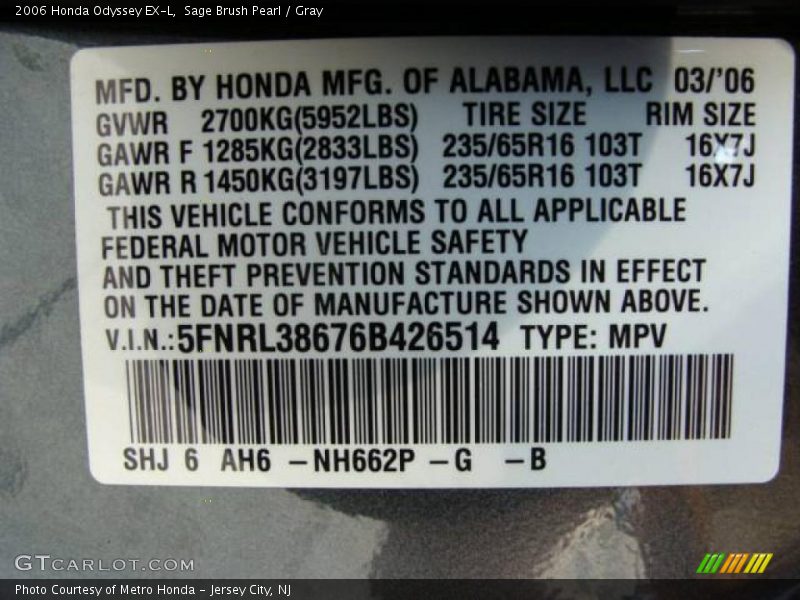 2006 Honda Odyssey EX-L,  Sage Brush Pearl / Gray
MFD. BY HONDA MFG. OF ALABAMA, LLC 03/'06
GVWR 2700KG(5952LBS) TIRE SIZE RIM SIZE
GAWR F 1285KG(2833LBS) 235/65R16 103T 16X7J
GAWR R 1450KG(3197LBS) 235/65R16 103T 16X7J
THIS VEHICLE CONFORMS TO ALL APPLICABLE
FEDERAL MOTOR VEHICLE SAFETY
AND THEFT PREVENTION STANDARDS IN EFFECT
ON THE DATE OF MANUFACTURE SHOWN ABOVE.
V.I.N.:5FNRL38676B426514 TYPE: MPV
SHJ 6 AH6 -NH662P -G -B
GTCARLOT.COM
Photo Courtesy of Metro Honda - Jersey City, NJ